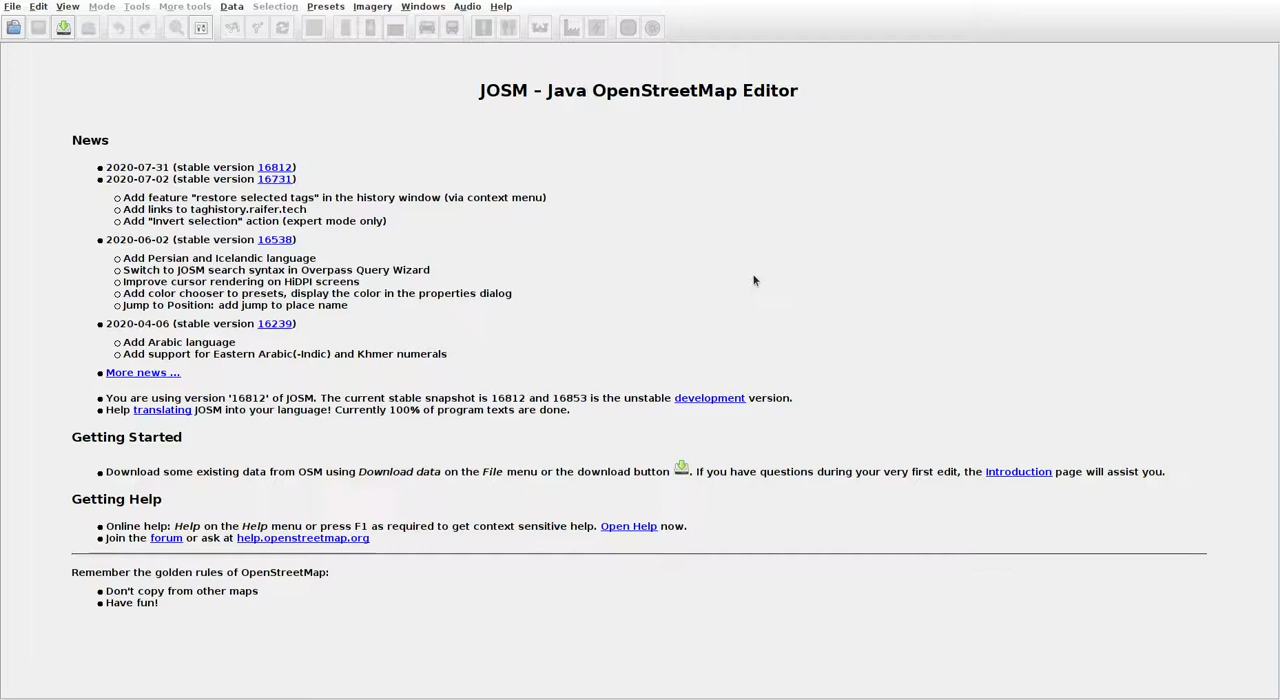 File Edit View Mode Tools More tools Data Selection Presets Imagery Windows Audio Help
JOSM – Java OpenStreetMap Editor
News
2020-07-31 (stable version 16812)
2020-07-02 (stable version 16731)
Add feature "restore selected tags" in the history window (via context menu)
Add links to taghistory.raifer.tech
Add "Invert selection" action (expert mode only)
2020-06-02 (stable version 16538)
Add Persian and Icelandic language
Switch to JOSM search syntax in Overpass Query Wizard
Improve cursor rendering on HiDPI screens
Add color chooser to presets, display the color in the properties dialog
Jump to Position: add jump to place name
2020-04-06 (stable version 16239)
Add Arabic language
Add support for Eastern Arabic(-Indic) and Khmer numerals
More news ...
You are using version '16812' of JOSM. The current stable snapshot is 16812 and 16853 is the unstable development version.
Help translating JOSM into your language! Currently 100% of program texts are done.
Getting Started
Download some existing data from OSM using Download data on the File menu or the download button . If you have questions during your very first edit, the Introduction page will assist you.
Getting Help
Online help: Help on the Help menu or press F1 as required to get context sensitive help. Open Help now.
Join the forum or ask at help.openstreetmap.org
Remember the golden rules of OpenStreetMap:
Don't copy from other maps
Have fun!